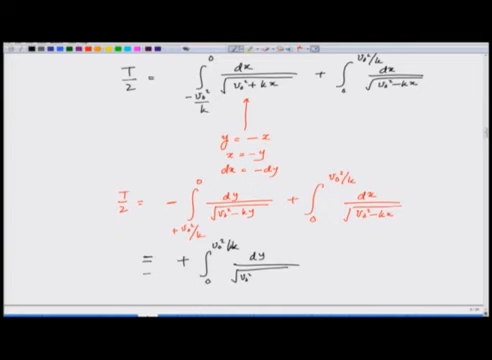 T/2 = ∫_{-v₀²/k}^{0} dx/√(v₀² + kx) + ∫_{0}^{v₀²/k} dx/√(v₀² - kx)
y = - x
x = - y
dx = - dy
T/2 = - ∫_{+v₀²/k}^{0} dy/√(v₀² - ky) + ∫_{0}^{v₀²/k} dx/√(v₀² - kx)
= + ∫_{0}^{v₀²/k} dy/√(v₀²